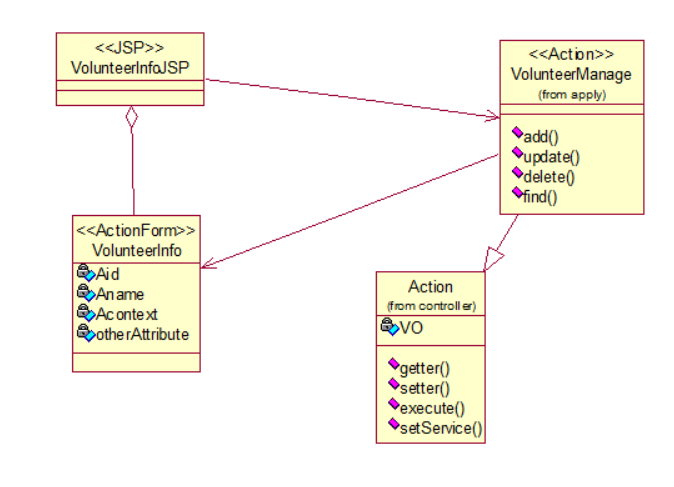 <<JSP>>
VolunteerInfoJSP
<<Action>>
VolunteerManage
(from apply)
add()
update()
delete()
find()
<<ActionForm>>
VolunteerInfo
Aid
Aname
Acontext
otherAttribute
Action
(from controller)
VO
getter()
setter()
execute()
setService()